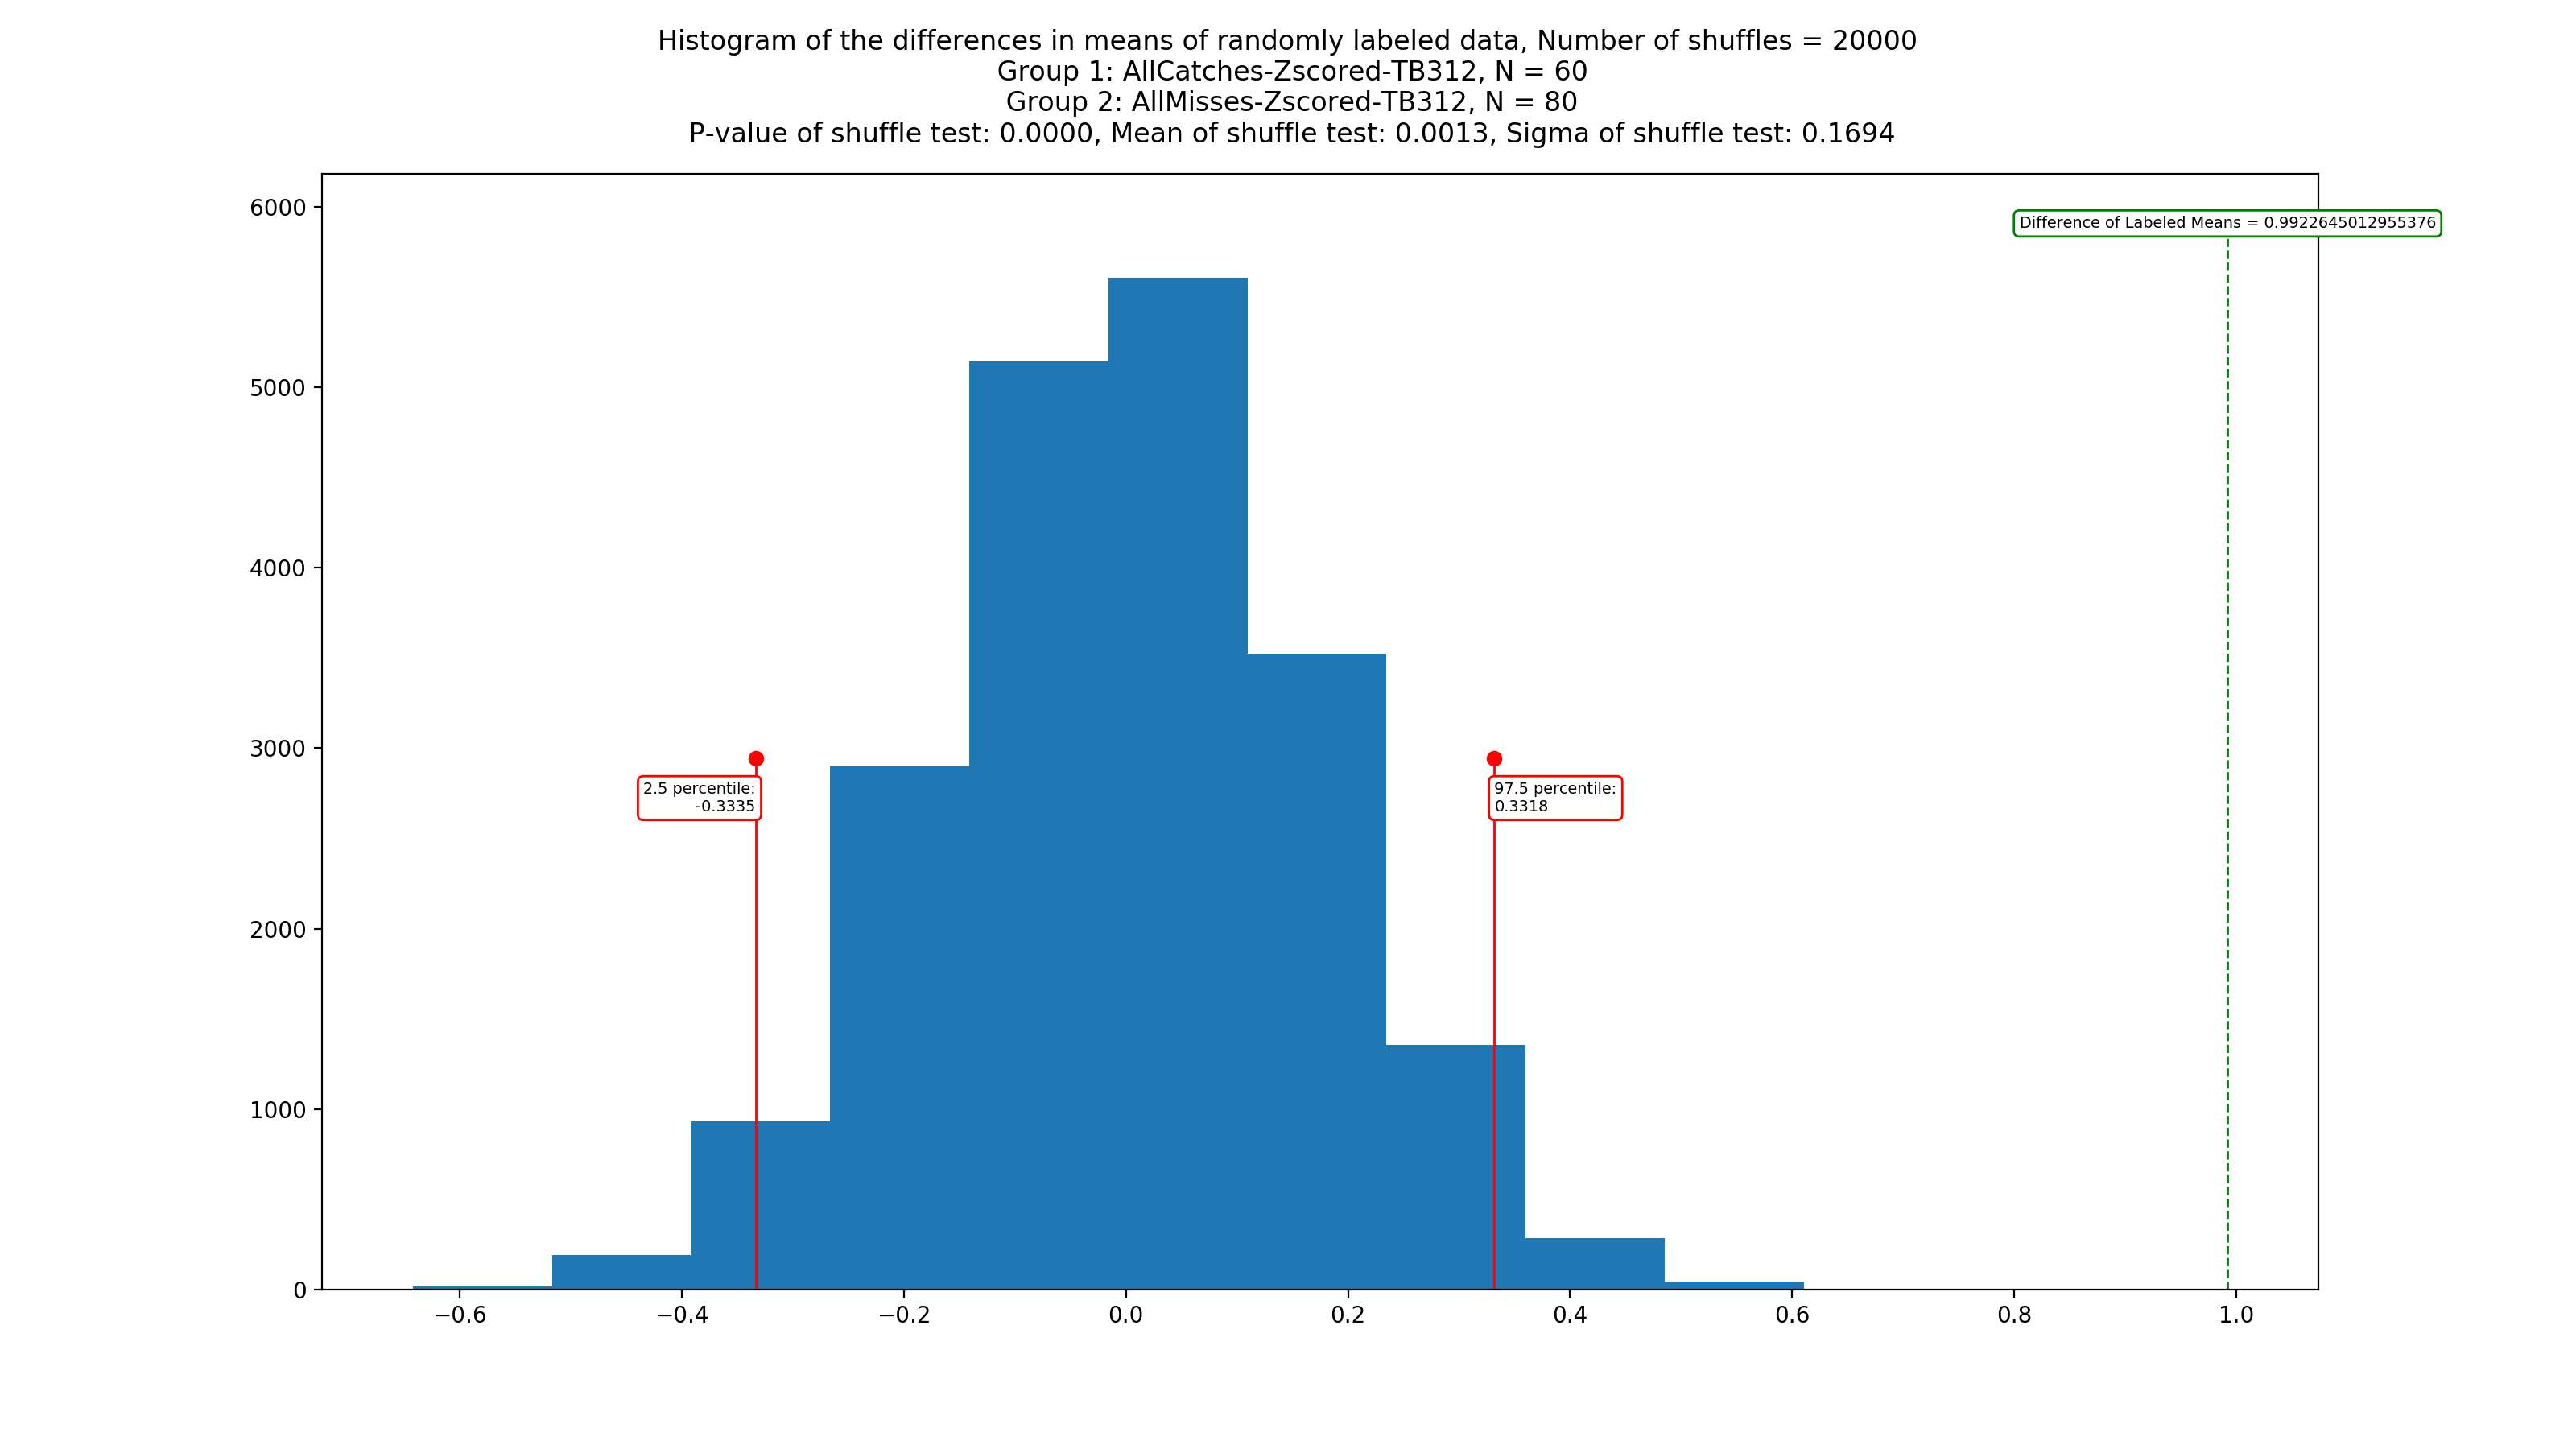 Histogram of the differences in means of randomly labeled data, Number of shuffles = 20000
Group 1: AllCatches-Zscored-TB312, N = 60
Group 2: AllMisses-Zscored-TB312, N = 80
P-value of shuffle test: 0.0000, Mean of shuffle test: 0.0013, Sigma of shuffle test: 0.1694
6000
Difference of Labeled Means = 0.9922645012955376
5000
4000
3000
2.5 percentile:
-0.3335
97.5 percentile:
0.3318
2000
1000
0
−0.6 −0.4 −0.2 0.0 0.2 0.4 0.6 0.8 1.0